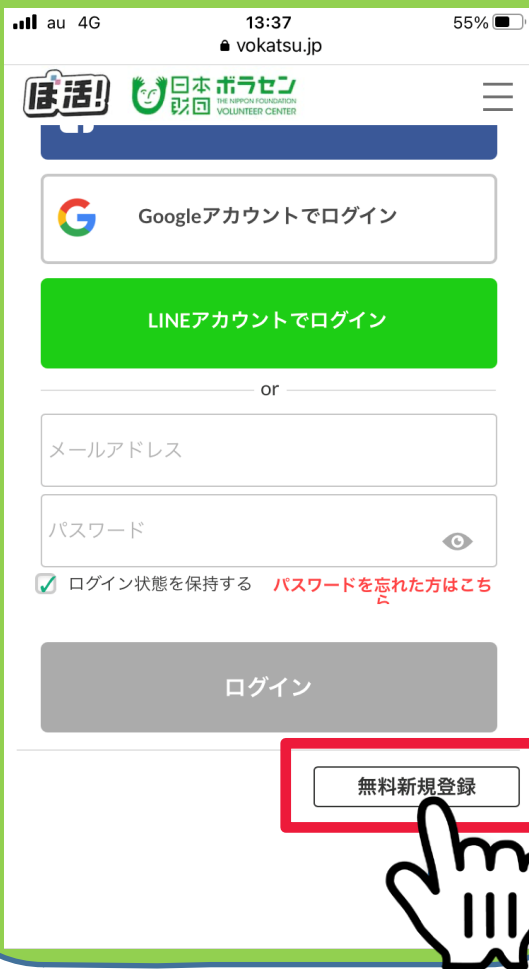 au 4G 13:37 55%
vokatsu.jp
ぼ活!
日本財団 ボラセン
THE NIPPON FOUNDATION
VOLUNTEER CENTER
Googleアカウントでログイン
LINEアカウントでログイン
or
メールアドレス
パスワード
ログイン状態を保持する パスワードを忘れた方はこち
ら
ログイン
無料新規登録